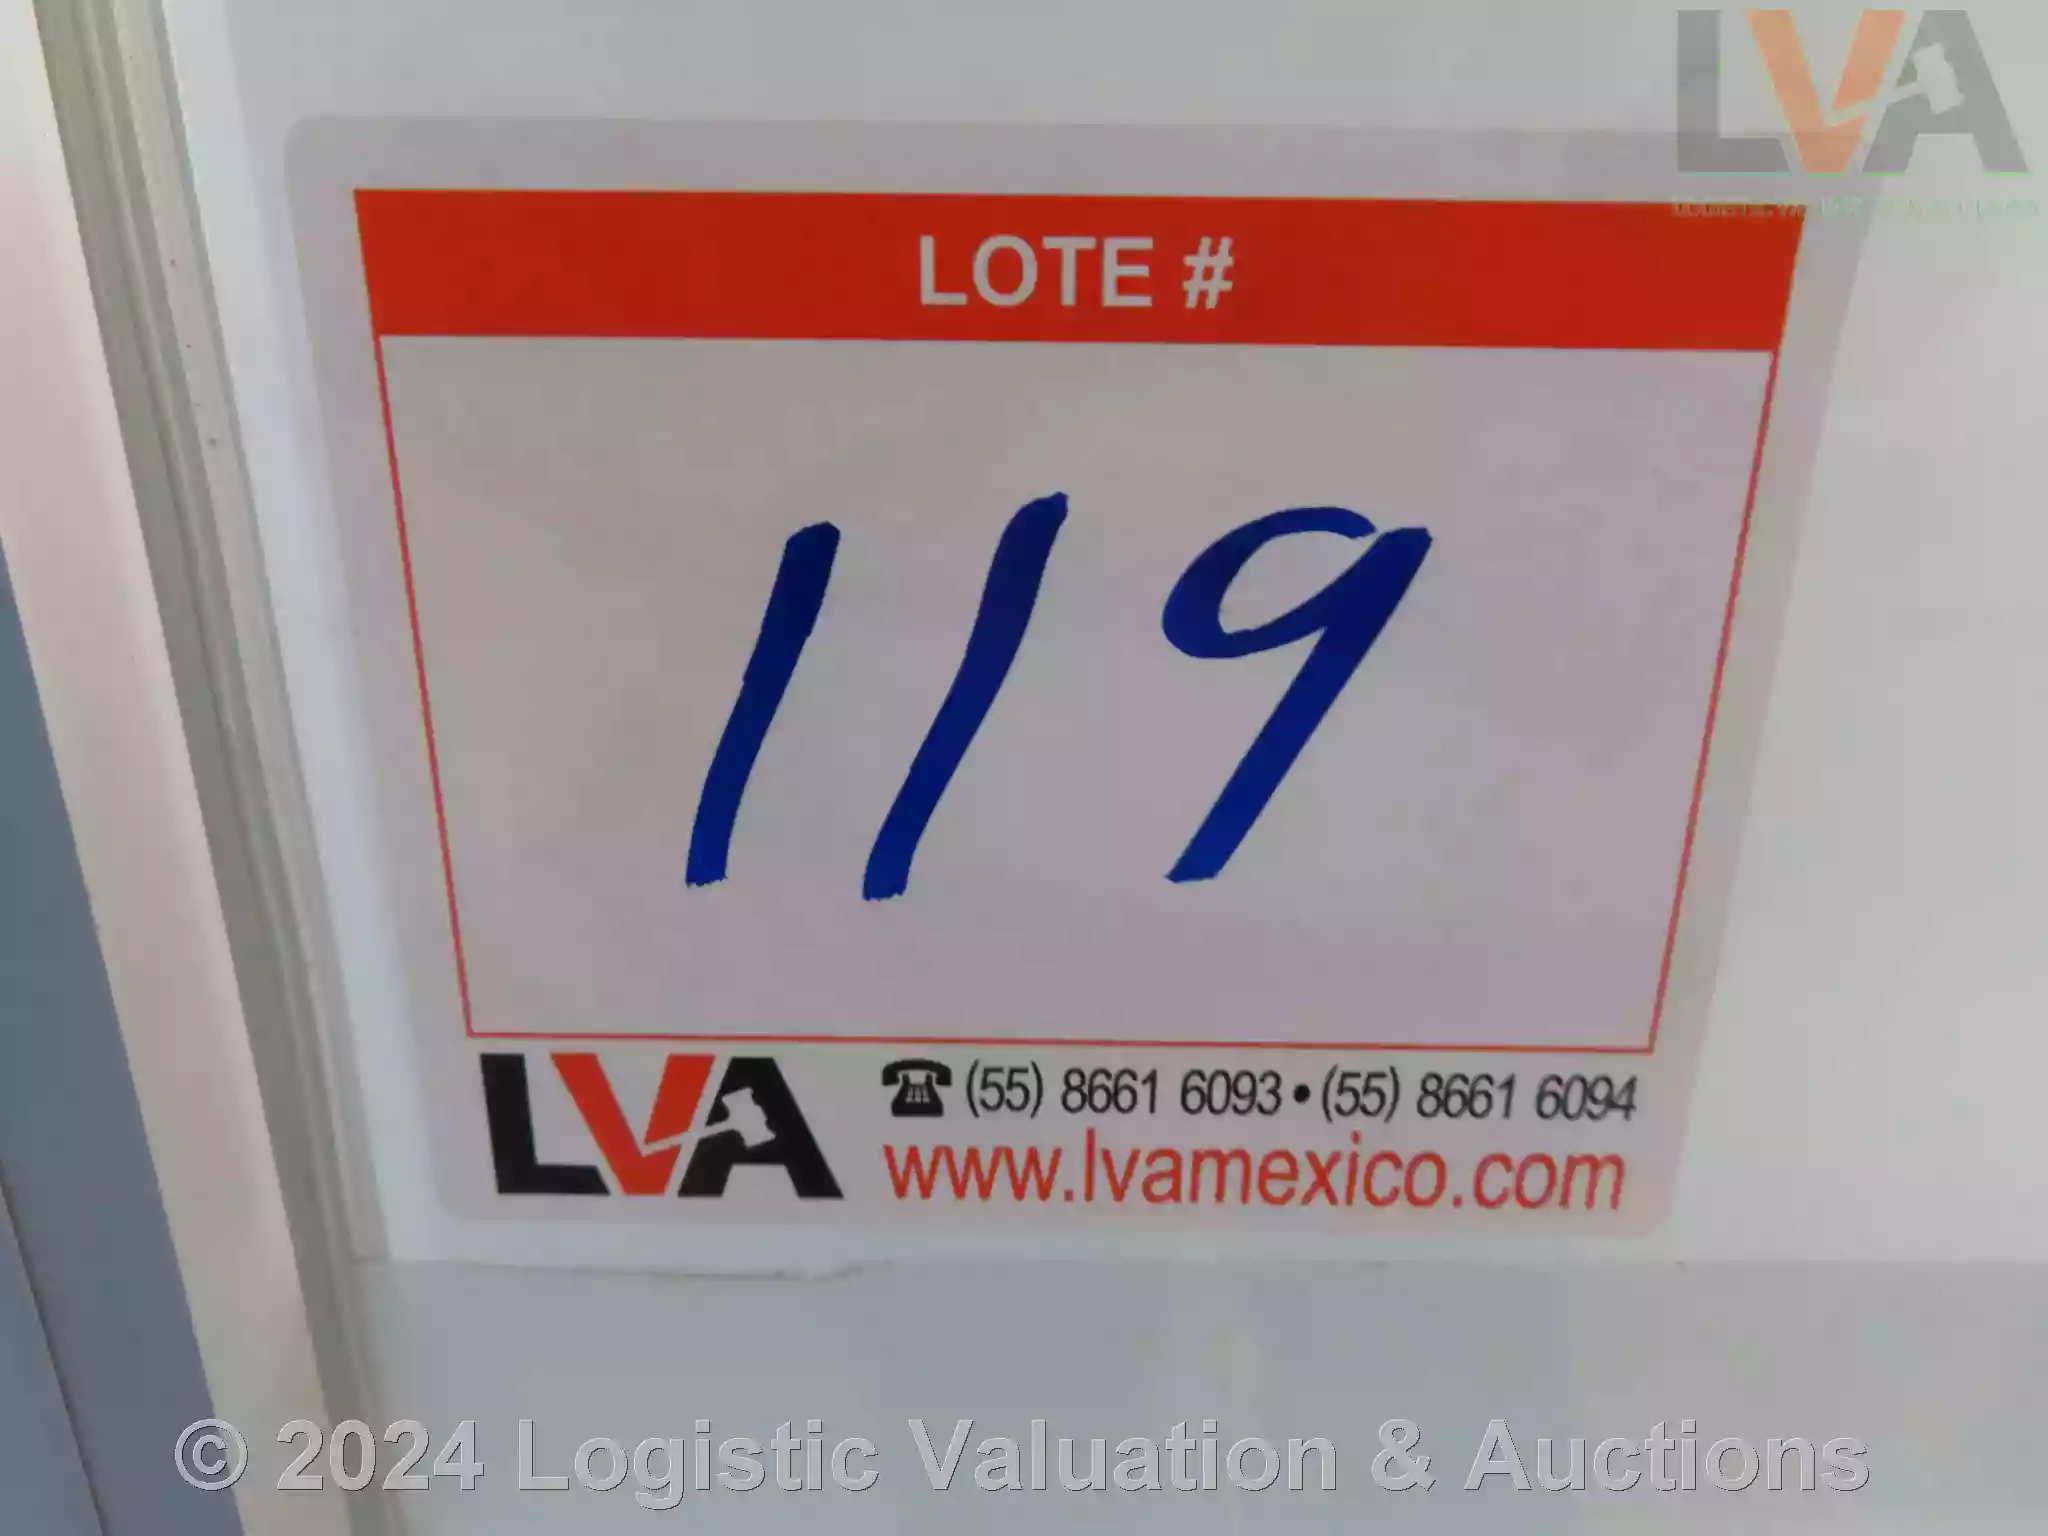 LVA
LOTE #
119
LVA
(55) 8661 6093 • (55) 8661 6094
www.lvamexico.com
© 2024 Logistic Valuation & Auctions